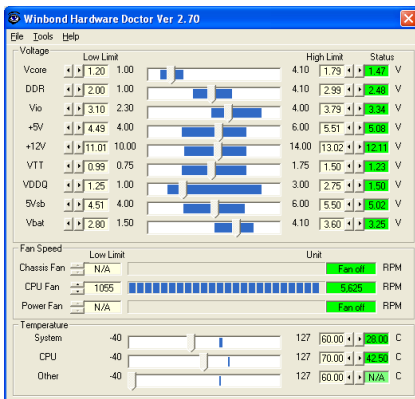 Winbond Hardware Doctor Ver 2.70
File Tools Help
Voltage
Low Limit High Limit Status
Vcore 1.20 1.00 4.10 1.79 1.47 V
DDR 2.00 1.00 4.10 2.99 2.48 V
Vio 3.10 2.30 4.00 3.79 3.34 V
+5V 4.49 4.00 6.00 5.51 5.08 V
+12V 11.01 10.00 14.00 13.02 12.11 V
VTT 0.99 0.75 1.75 1.50 1.23 V
VDDQ 1.25 1.00 3.00 2.75 1.50 V
5Vsb 4.51 4.00 6.00 5.50 5.02 V
Vbat 2.80 1.50 4.10 3.60 3.25 V
Fan Speed
Low Limit Unit
Chassis Fan N/A Fan off RPM
CPU Fan 1055 5,625 RPM
Power Fan N/A Fan off RPM
Temperature
System -40 127 60.00 28.00 C
CPU -40 127 70.00 42.50 C
Other -40 127 60.00 N/A C